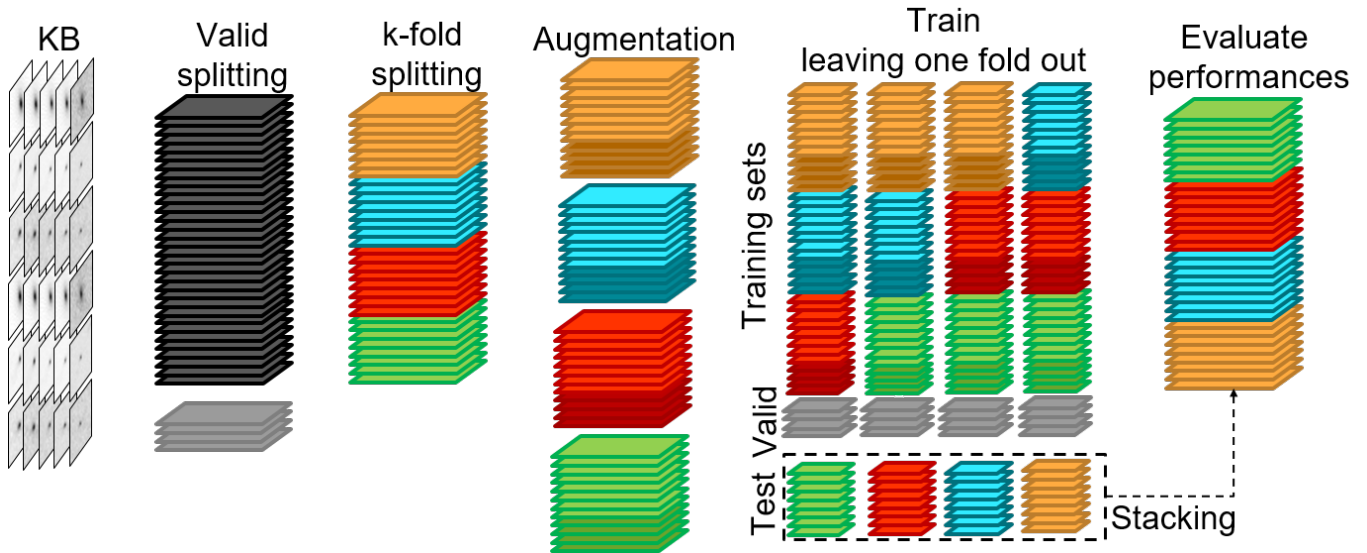 KB
Valid
splitting
k-fold
splitting
Augmentation
Train
leaving one fold out
Evaluate
performances
Training sets
Valid
Test
Stacking